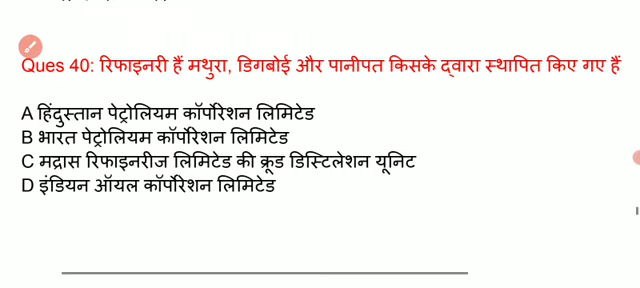 Ques 40: रिफाइनरी हैं मथुरा, डिगबोई और पानीपत किसके द्वारा स्थापित किए गए हैं
A हिंदुस्तान पेट्रोलियम कॉर्पोरेशन लिमिटेड
B भारत पेट्रोलियम कॉर्पोरेशन लिमिटेड
C मद्रास रिफाइनरीज लिमिटेड की क्रूड डिस्टिलेशन यूनिट
D इंडियन ऑयल कॉर्पोरेशन लिमिटेड